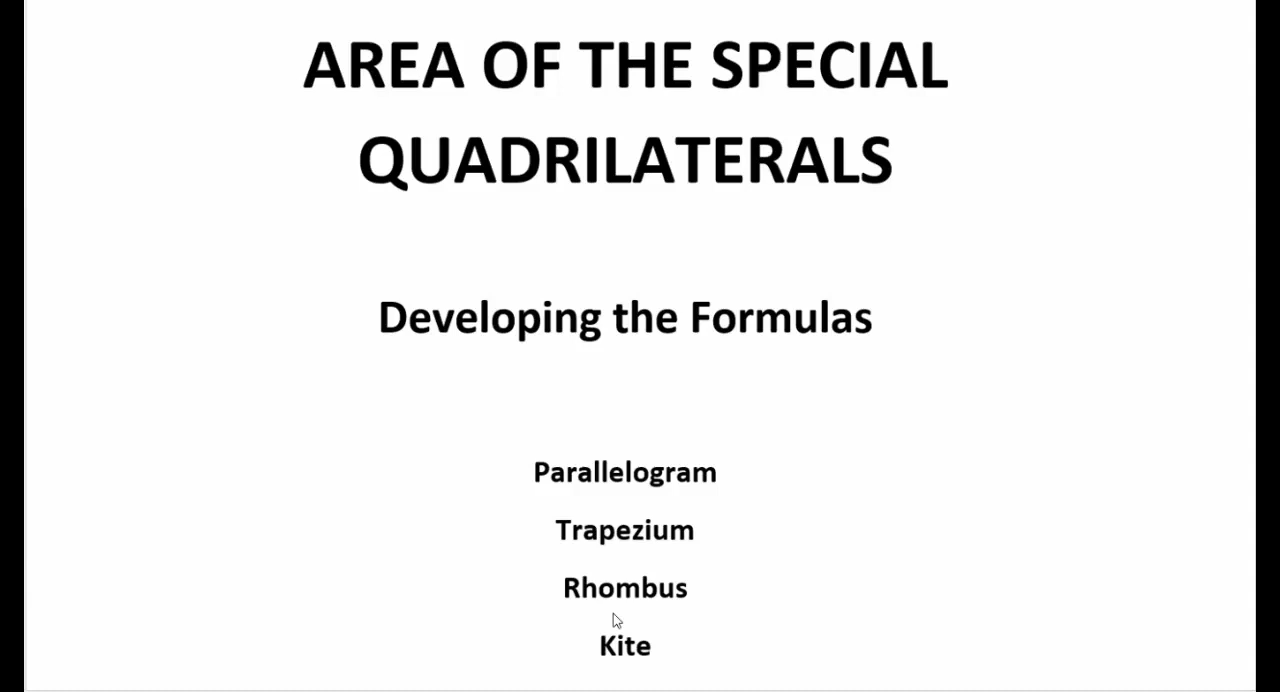 AREA OF THE SPECIAL
QUADRILATERALS
Developing the Formulas
Parallelogram
Trapezium
Rhombus
Kite